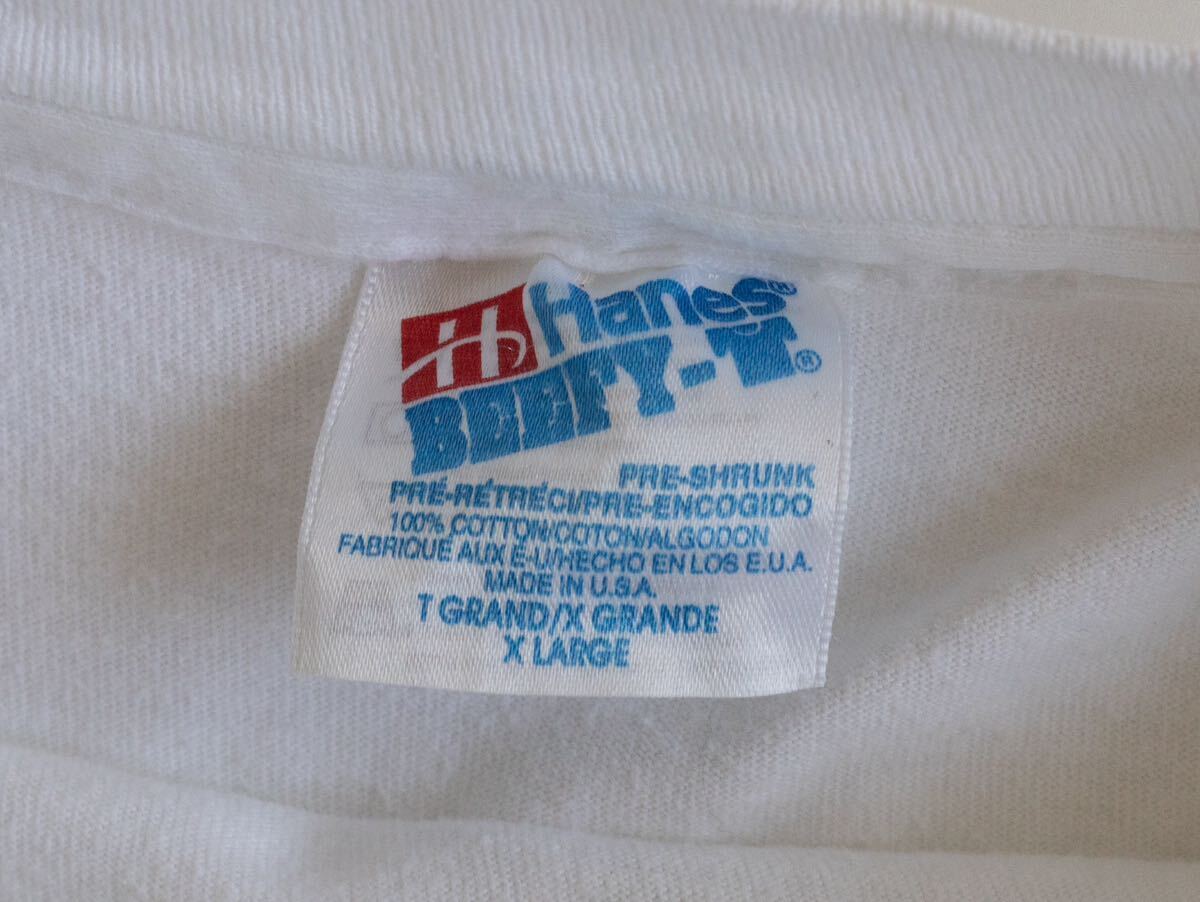 H Hanes®
BEEFY-T®
PRE-SHRUNK
PRÉ-RÉTRÉCI/PRE-ENCOGIDO
100% COTTON/COTON/ALGODON
FABRIQUÉ AUX É-U/HECHO EN LOS E.U.A.
MADE IN U.S.A.
T GRAND/X GRANDE
X LARGE